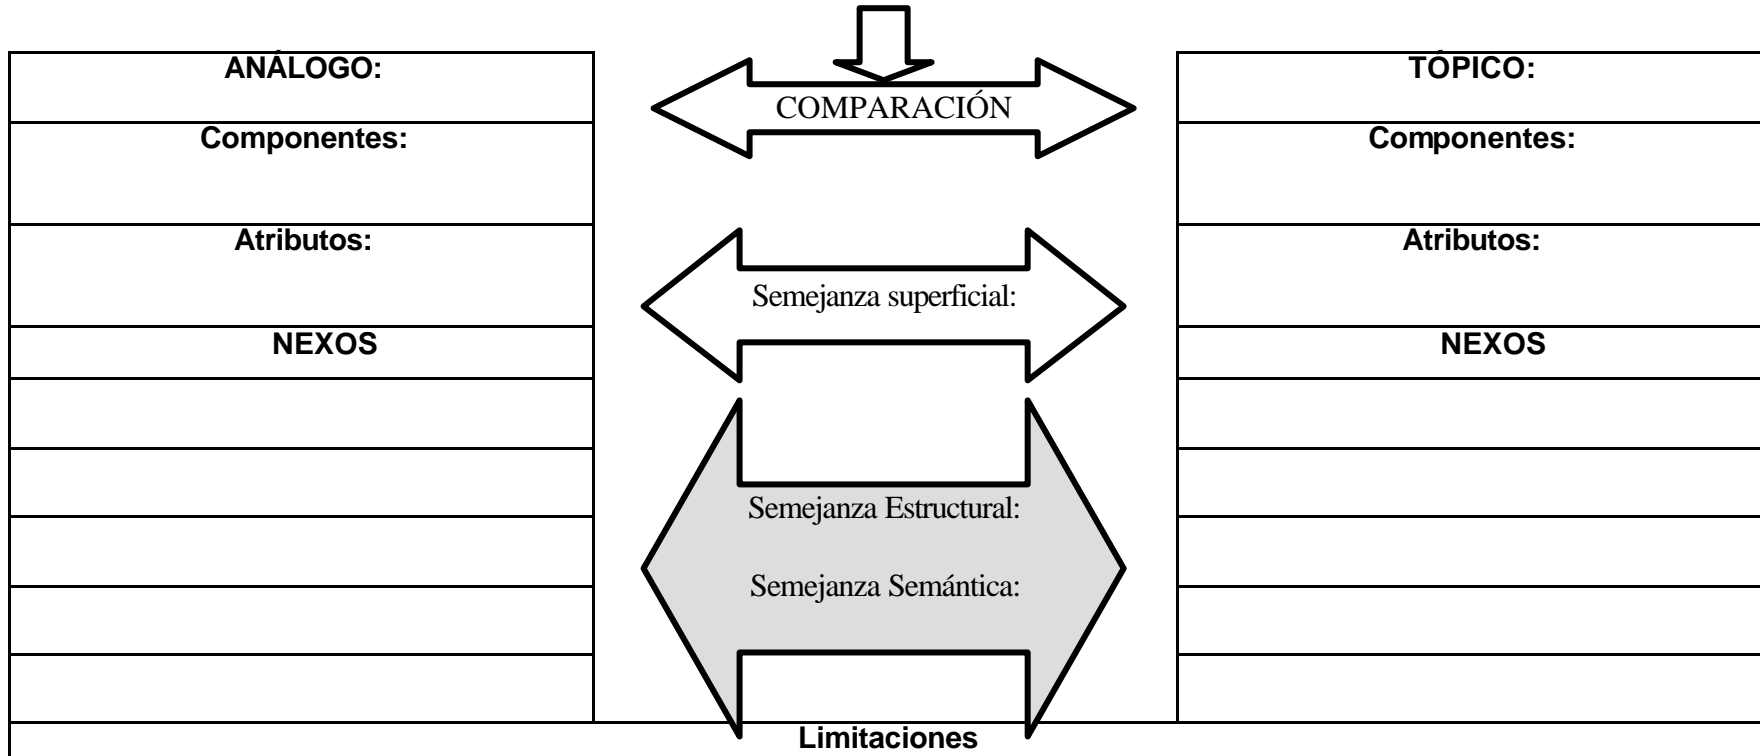 ANÁLOGO:
Componentes:
Atributos:
NEXOS
COMPARACIÓN
Semejanza superficial:
Semejanza Estructural:
Semejanza Semántica:
TÓPICO:
Componentes:
Atributos:
NEXOS
Limitaciones